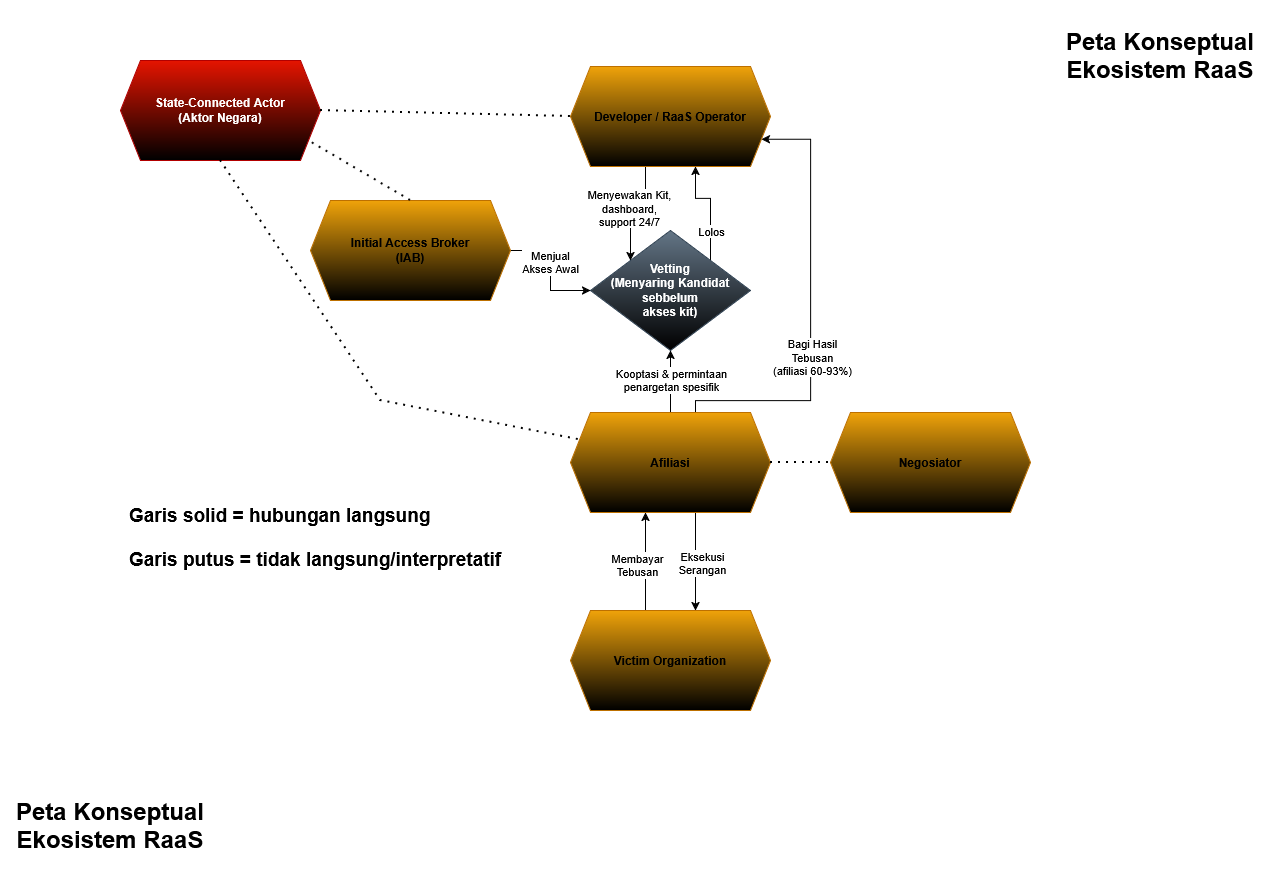 Peta Konseptual
Ekosistem RaaS
State-Connected Actor
(Aktor Negara)
Developer / RaaS Operator
Menyewakan Kit,
dashboard,
support 24/7
Lolos
Initial Access Broker
(IAB)
Menjual
Akses Awal
Vetting
(Menyaring Kandidat
sebbelum
akses kit)
Bagi Hasil
Tebusan
(afiliasi 60-93%)
Kooptasi & permintaan
penargetan spesifik
Afiliasi
Negosiator
Garis solid = hubungan langsung
Garis putus = tidak langsung/interpretatif
Membayar
Tebusan
Eksekusi
Serangan
Victim Organization
Peta Konseptual
Ekosistem RaaS